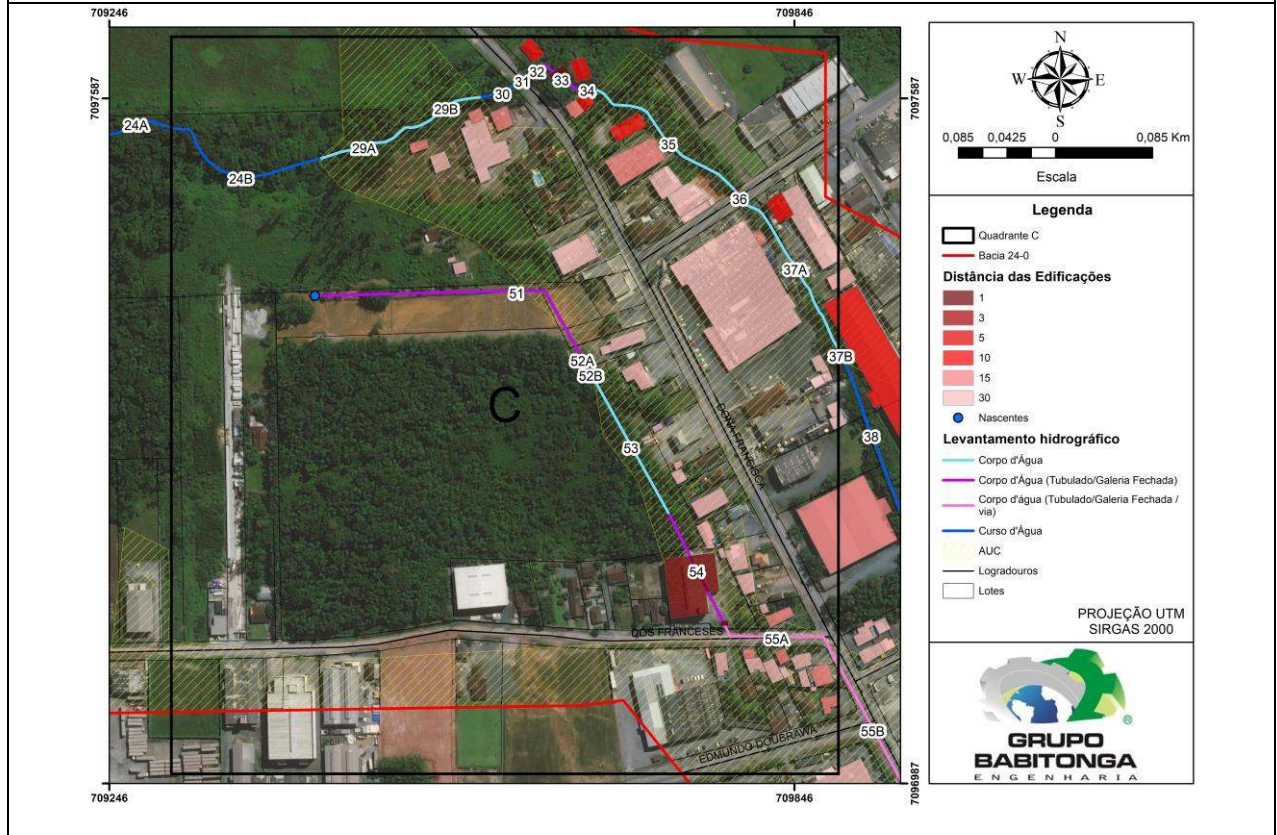 709246
709846
7097587
7097587
24A
24B
29A
29B
30
31
32
33
34
35
36
37A
37B
38
51
52A
52B
53
54
55A
55B
C
DONA FRANCISCA
DOS FRANCESES
EDMUNDO DOUBRAWA
709246
709846
7096987
N
W E
S
0,085 0,0425 0 0,085 Km
Escala
Legenda
Quadrante C
Bacia 24-0
Distância das Edificações
1
3
5
10
15
30
Nascentes
Levantamento hidrográfico
Corpo d'Água
Corpo d'Água (Tubulado/Galeria Fechada)
Corpo d'água (Tubulado/Galeria Fechada /
via)
Curso d'Água
AUC
Logradouros
Lotes
PROJEÇÃO UTM
SIRGAS 2000
®
GRUPO
BABITONGA
ENGENHARIA